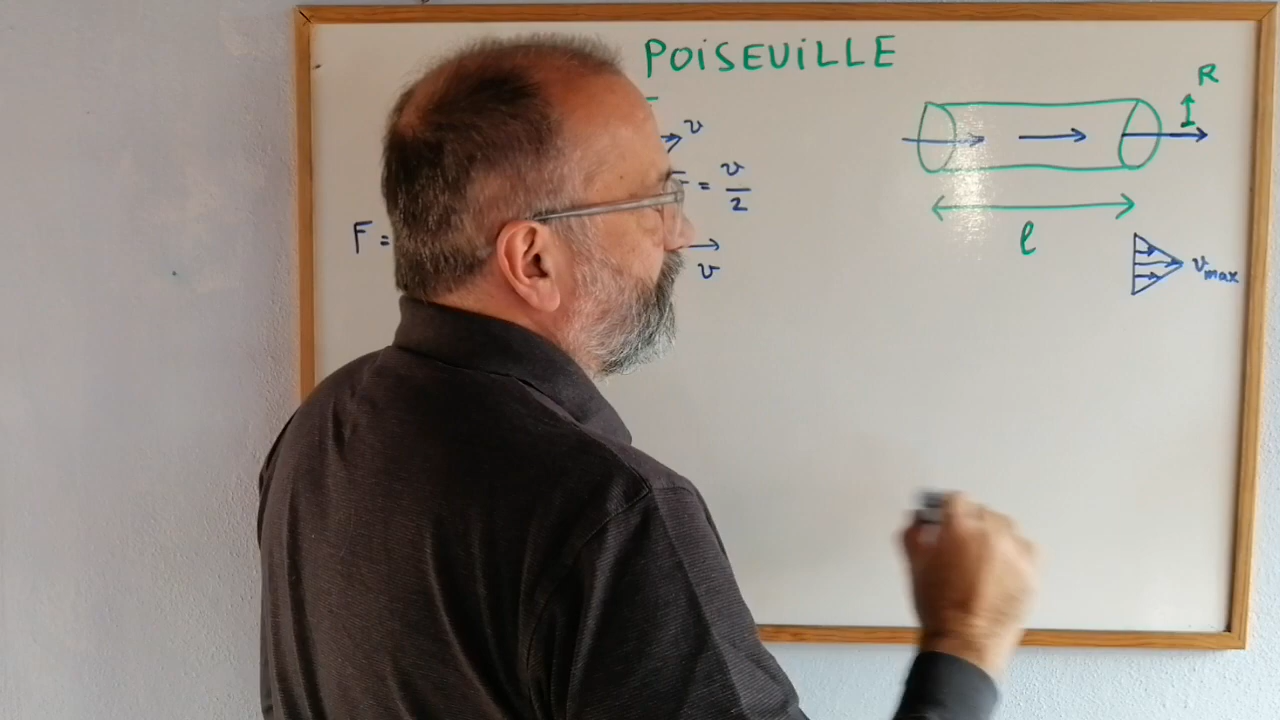 POISEUILLE
R
v
= v/2
F =
v
l
v max